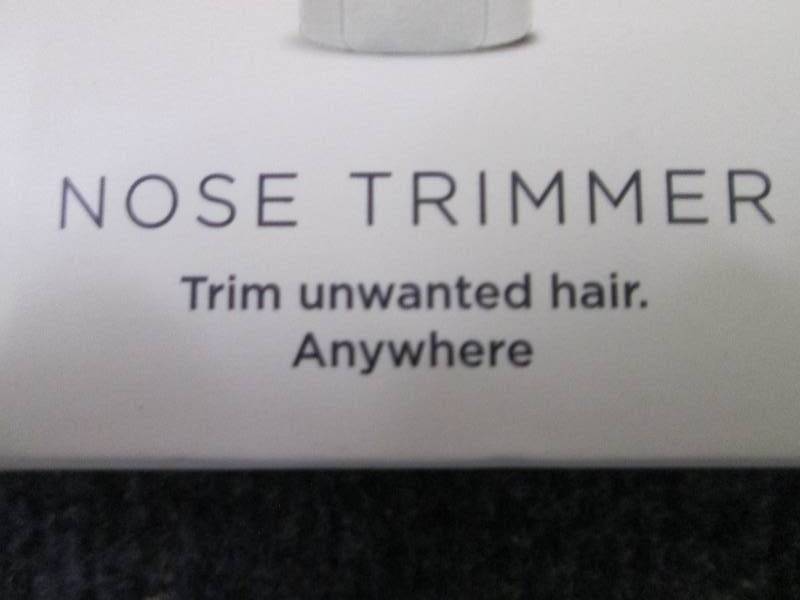 NOSE TRIMMER
Trim unwanted hair.
Anywhere